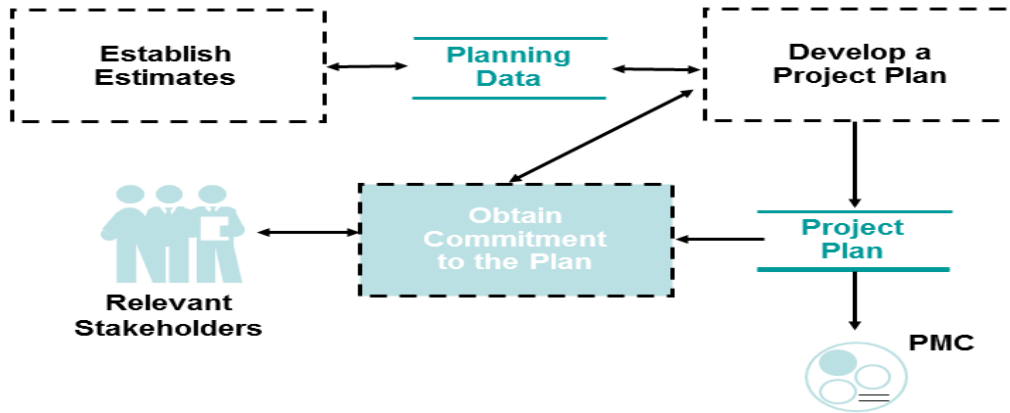 Establish
Estimates
Planning
Data
Develop a
Project Plan
Obtain
Commitment
to the Plan
Project
Plan
Relevant
Stakeholders
PMC